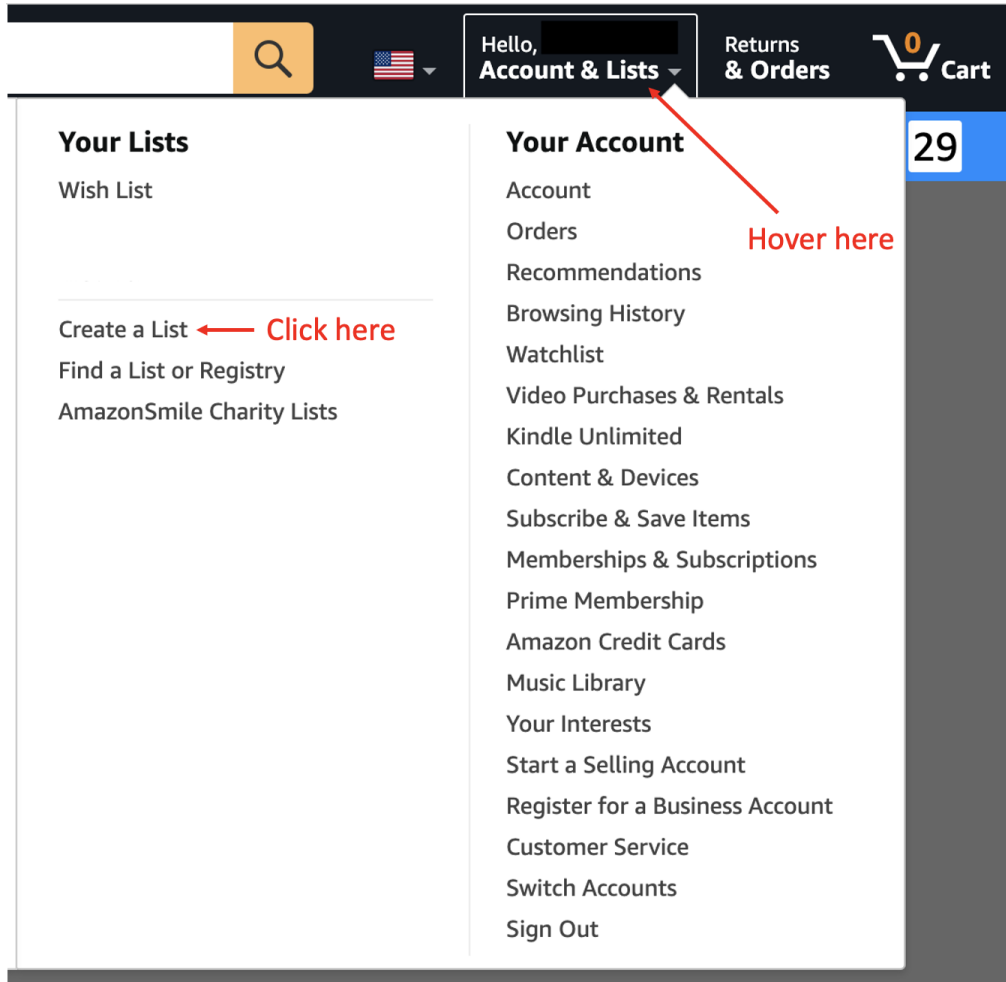 Hello,
Account & Lists
Returns
& Orders
0
Cart
29
Your Lists
Wish List
Create a List
Click here
Find a List or Registry
AmazonSmile Charity Lists
Your Account
Hover here
Account
Orders
Recommendations
Browsing History
Watchlist
Video Purchases & Rentals
Kindle Unlimited
Content & Devices
Subscribe & Save Items
Memberships & Subscriptions
Prime Membership
Amazon Credit Cards
Music Library
Your Interests
Start a Selling Account
Register for a Business Account
Customer Service
Switch Accounts
Sign Out